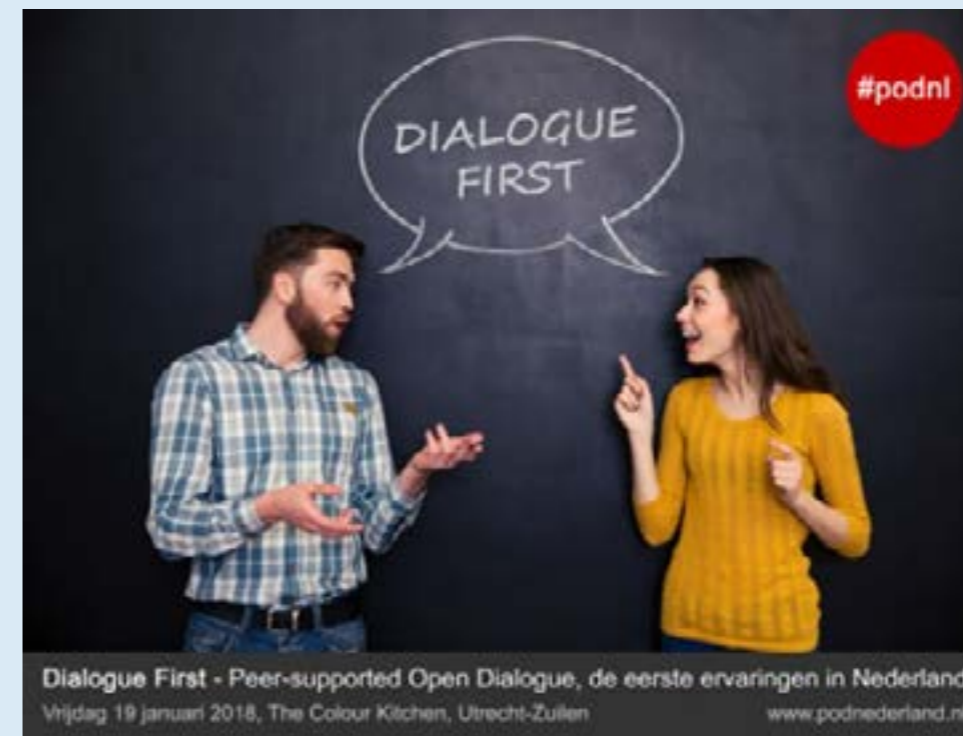 #podnl
DIALOGUE
FIRST
Dialogue First - Peer-supported Open Dialogue, de eerste ervaringen in Nederland
Vrijdag 19 januari 2018, The Colour Kitchen, Utrecht-Zuilen
www.podnederland.nl